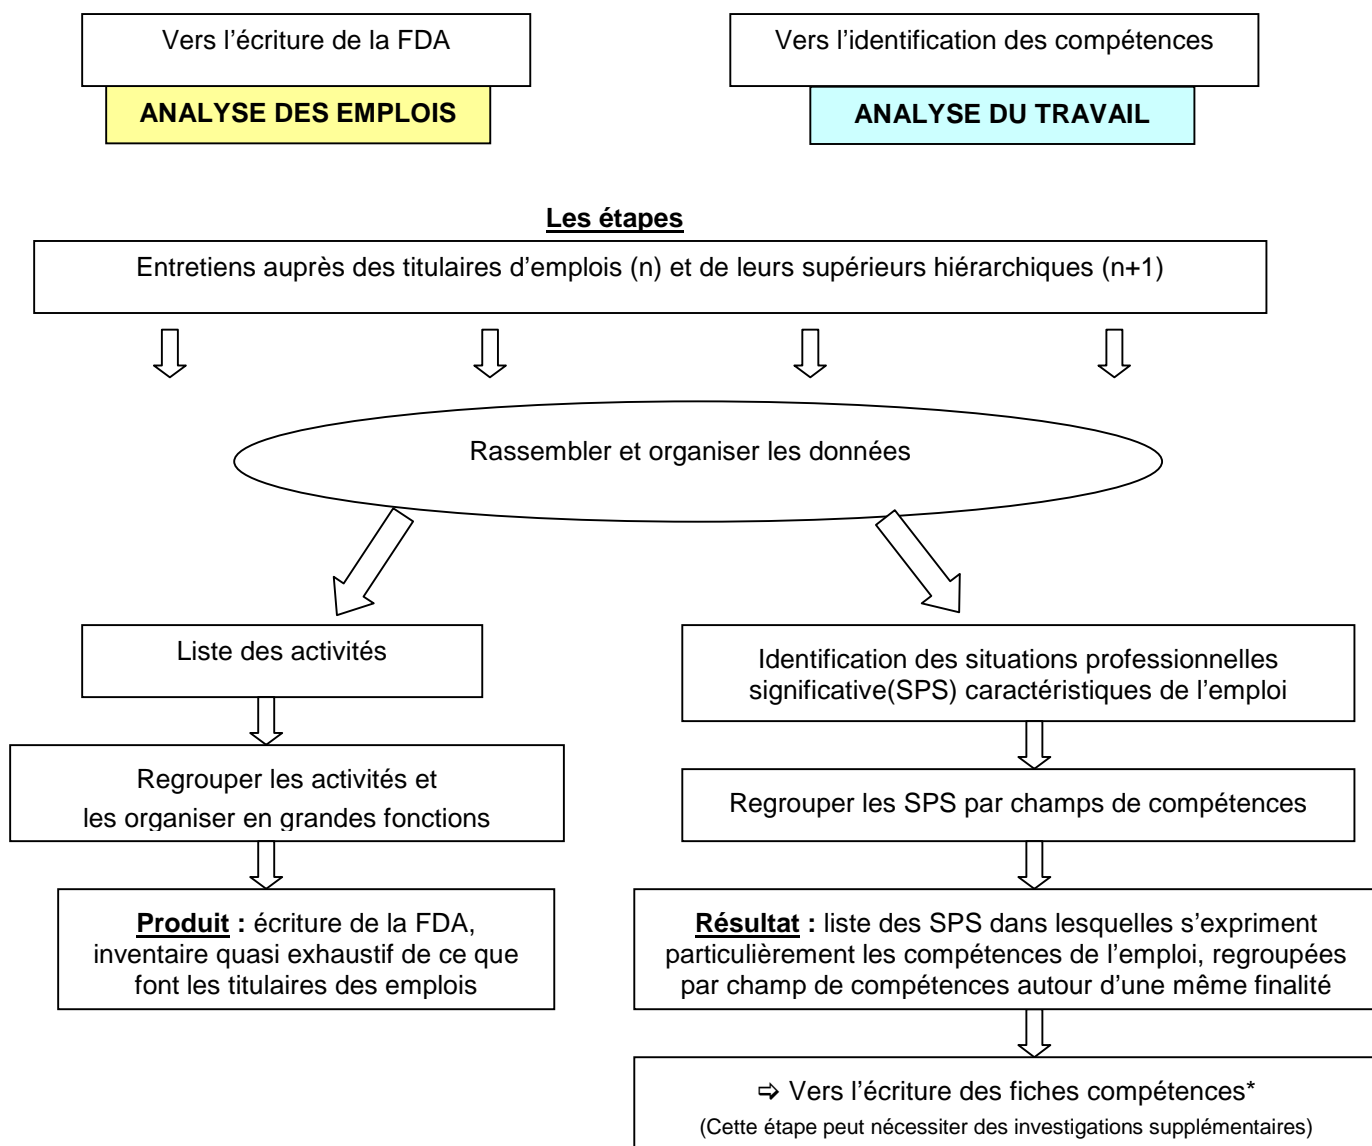 Vers l’écriture de la FDA
ANALYSE DES EMPLOIS
Vers l’identification des compétences
ANALYSE DU TRAVAIL
Les étapes
Entretiens auprès des titulaires d’emplois (n) et de leurs supérieurs hiérarchiques (n+1)
Rassembler et organiser les données
Liste des activités
Regrouper les activités et
les organiser en grandes fonctions
Produit : écriture de la FDA,
inventaire quasi exhaustif de ce que
font les titulaires des emplois
Identification des situations professionnelles
significative(SPS) caractéristiques de l’emploi
Regrouper les SPS par champs de compétences
Résultat : liste des SPS dans lesquelles s’expriment
particulièrement les compétences de l’emploi, regroupées
par champ de compétences autour d’une même finalité
⇨ Vers l’écriture des fiches compétences*
(Cette étape peut nécessiter des investigations supplémentaires)